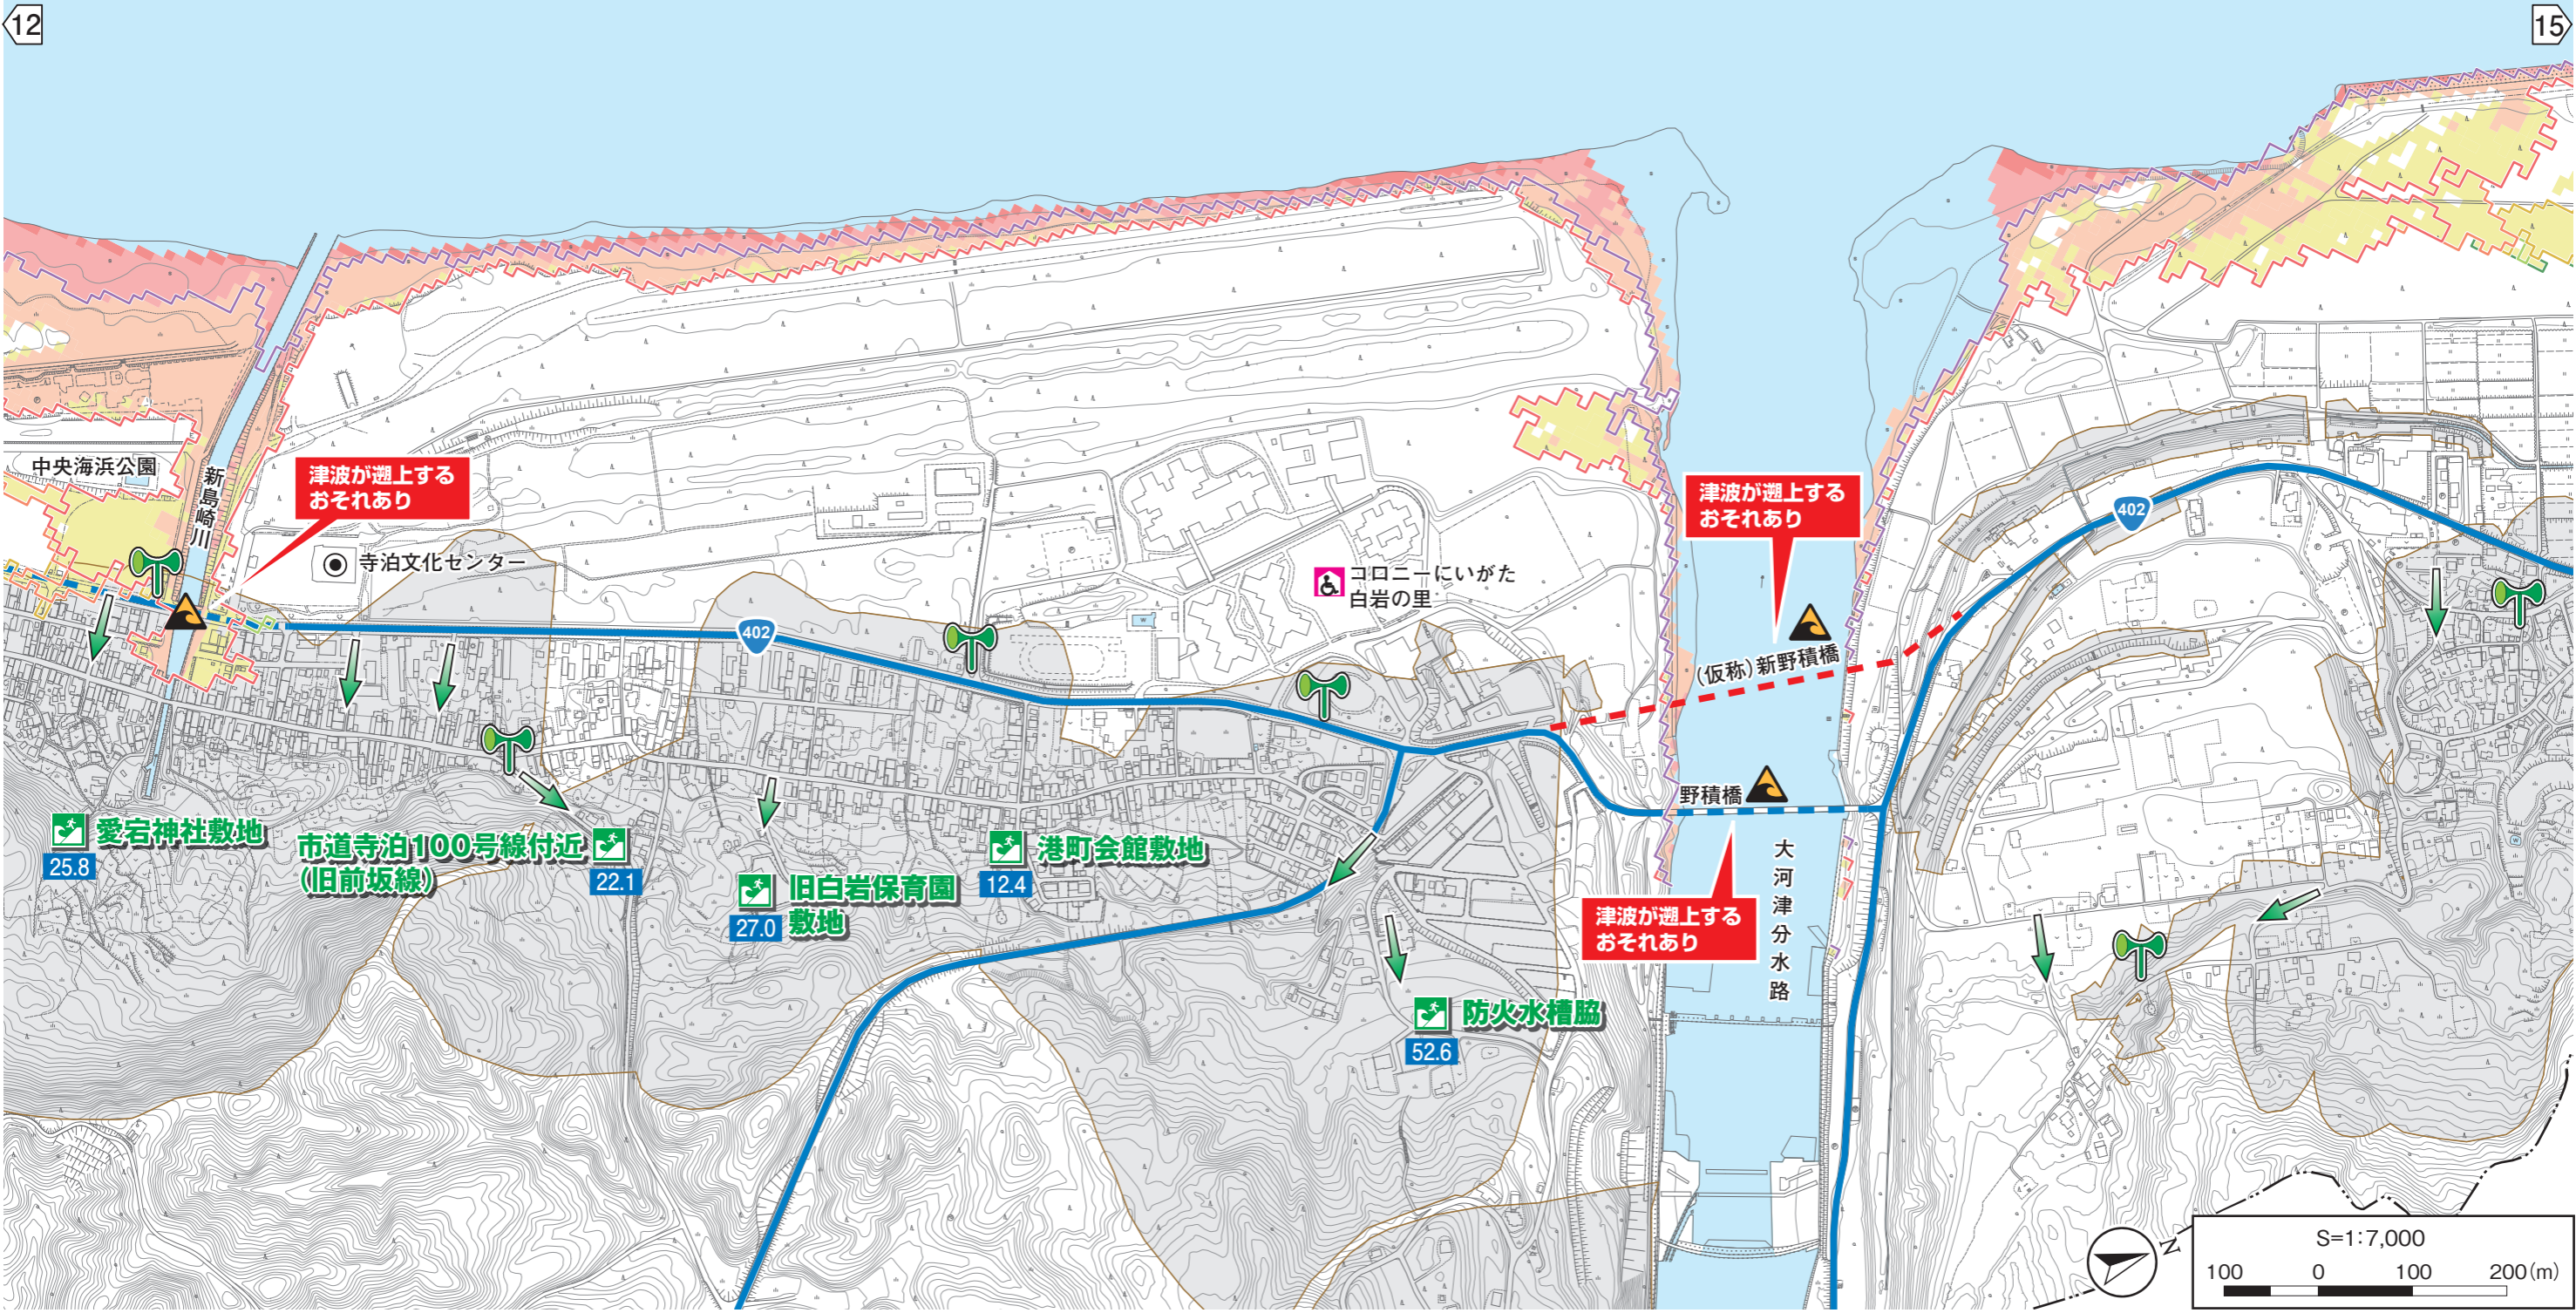 12
15
中央海浜公園
新島崎川
津波が遡上する
おそれあり
寺泊文化センター
402
コロニーにいがた
白岩の里
津波が遡上する
おそれあり
402
(仮称)新野積橋
野積橋
大河津分水路
津波が遡上する
おそれあり
愛宕神社敷地
25.8
市道寺泊100号線付近
(旧前坂線)
22.1
旧白岩保育園
敷地
27.0
港町会館敷地
12.4
防火水槽脇
52.6
N
S=1:7,000
100 0 100 200(m)